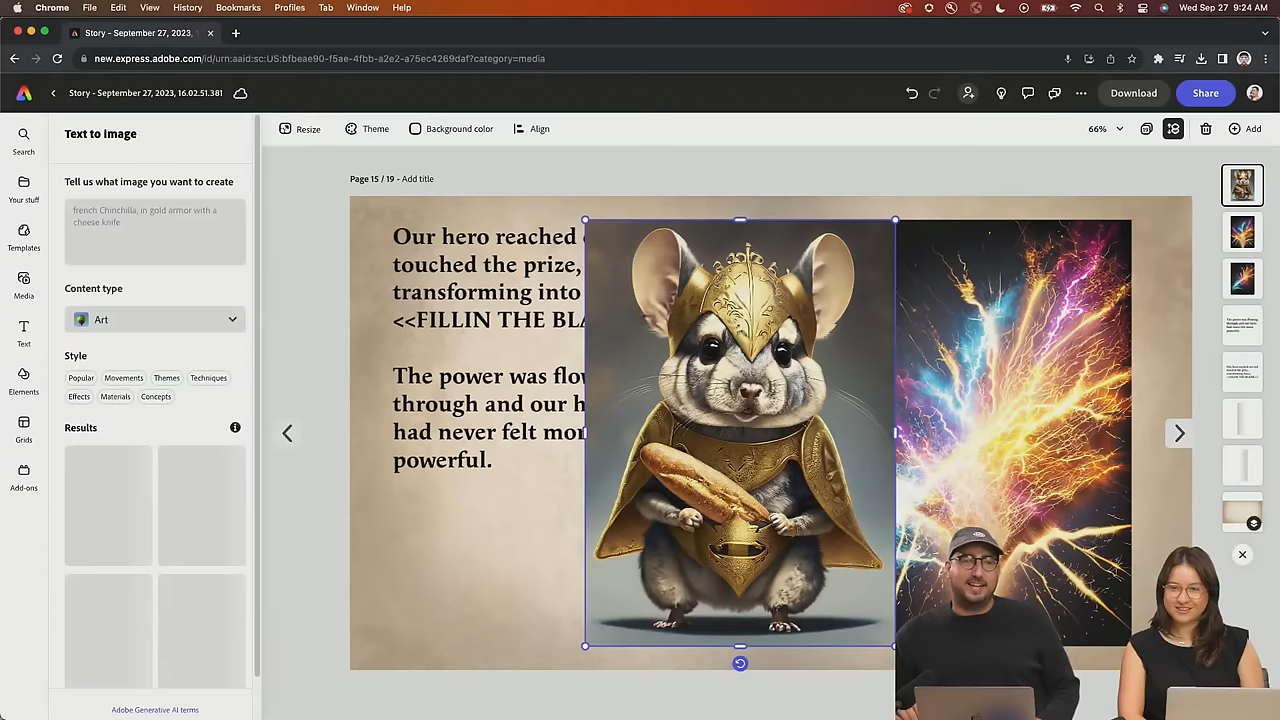 Chrome File Edit View History Bookmarks Profiles Tab Window Help Wed Sep 27 9:24 AM
Story - September 27, 2023,
new.express.adobe.com/id/urn:aaid:sc:US:bfbeae90-f5ae-4fbb-a2e2-a75ec4269daf?category=media
Story - September 27, 2023, 16.02.51.381 Download Share
Search
Your stuff
Templates
Media
Text
Elements
Grids
Add-ons
Text to image
Tell us what image you want to create
french Chinchilla, in gold armor with a
cheese knife
Content type
Art
Style
Popular Movements Themes Techniques
Effects Materials Concepts
Results
Adobe Generative AI terms
Resize Theme Background color Align 66% Add
Page 15 / 19 - Add title
Our hero reached
touched the prize,
transforming into
<<FILLIN THE BLA
The power was flo
through and our h
had never felt mor
powerful.